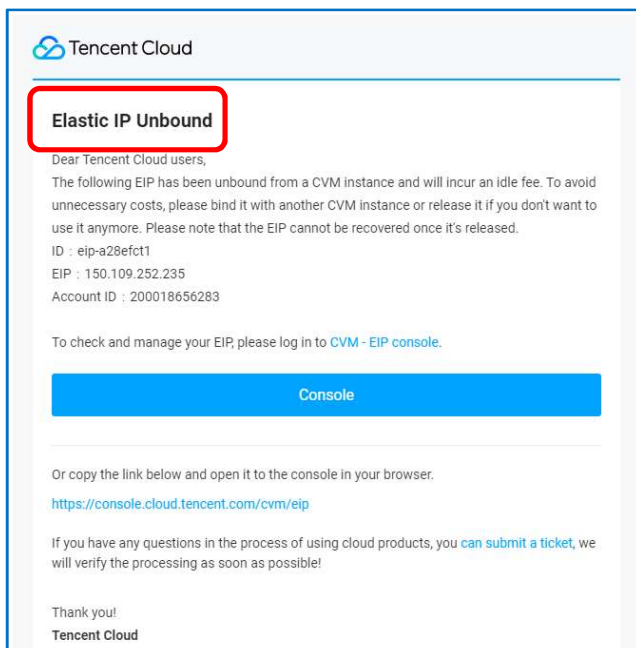 Tencent Cloud
Elastic IP Unbound
Dear Tencent Cloud users,
The following EIP has been unbound from a CVM instance and will incur an idle fee. To avoid
unnecessary costs, please bind it with another CVM instance or release it if you don't want to
use it anymore. Please note that the EIP cannot be recovered once it's released.
ID : eip-a28efct1
EIP : 150.109.252.235
Account ID : 200018656283
To check and manage your EIP, please log in to CVM - EIP console.
Console
Or copy the link below and open it to the console in your browser.
https://console.cloud.tencent.com/cvm/eip
If you have any questions in the process of using cloud products, you can submit a ticket, we
will verify the processing as soon as possible!
Thank you!
Tencent Cloud